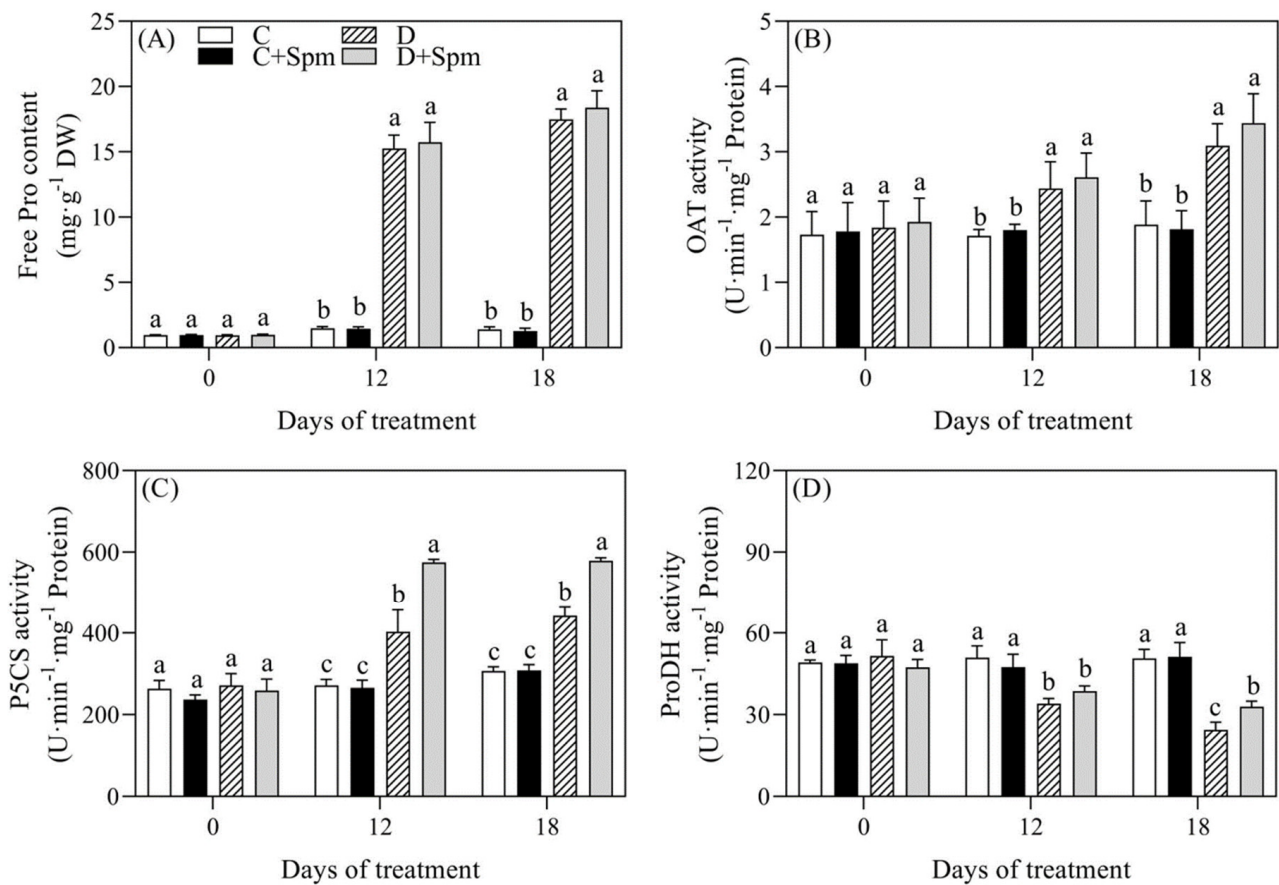 (A)
C
D
C+Spm
D+Spm
Free Pro content
(mg·g⁻¹ DW)
25
20
15
10
5
0
a a a a
b b a a
b b a a
0 12 18
Days of treatment
(B)
OAT activity
(U·min⁻¹·mg⁻¹ Protein)
5
4
3
2
1
0
a a a a
b b a a
b b a a
0 12 18
Days of treatment
(C)
P5CS activity
(U·min⁻¹·mg⁻¹ Protein)
800
600
400
200
0
a a a a
c c b a
c c b a
0 12 18
Days of treatment
(D)
ProDH activity
(U·min⁻¹·mg⁻¹ Protein)
120
90
60
30
0
a a a a
a a b b
a a c b
0 12 18
Days of treatment